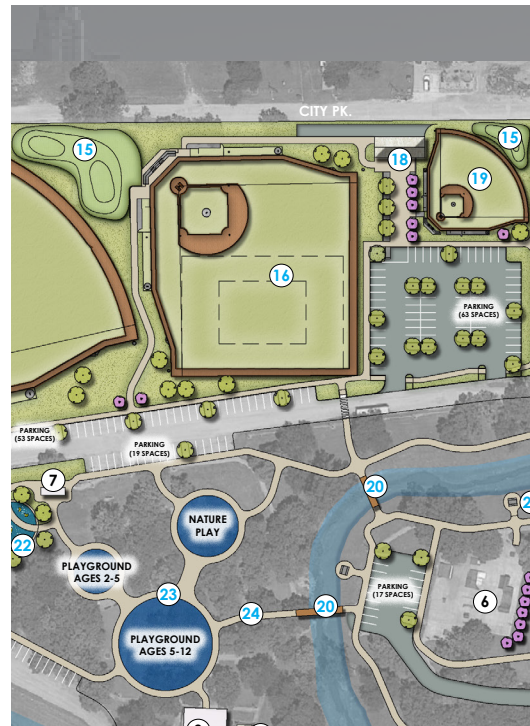 CITY PK.
15
15
18
19
16
PARKING
(63 SPACES)
PARKING
(53 SPACES)
PARKING
(19 SPACES)
7
20
NATURE
PLAY
22
PLAYGROUND
AGES 2-5
PARKING
(17 SPACES)
23
6
24
20
PLAYGROUND
AGES 5-12